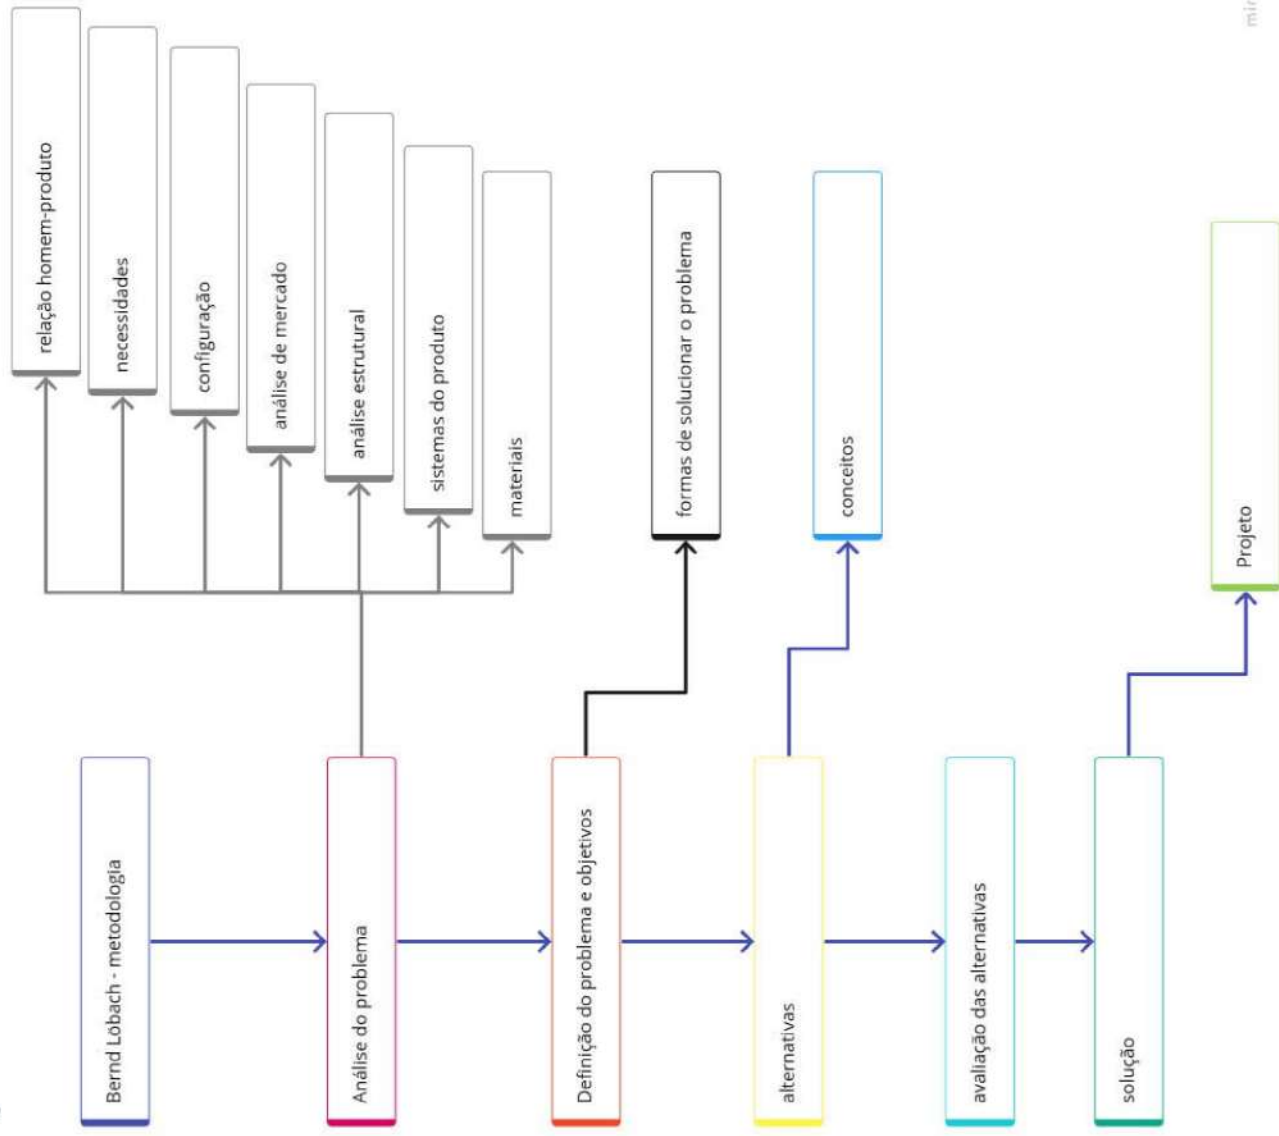 Bernd Löbach - metodologia
Análise do problema
relação homem-produto
necessidades
configuração
análise de mercado
análise estrutural
sistemas do produto
materiais
Definição do problema e objetivos
formas de solucionar o problema
alternativas
conceitos
avaliação das alternativas
solução
Projeto